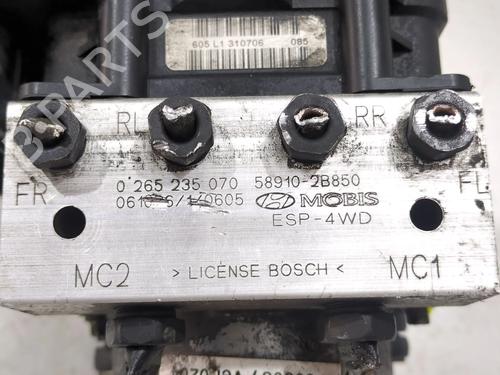 605 L1 310706 085
RL RR
FR FL
0 265 235 070 58910-2B850
MOBIS
ESP-4WD
MC2 > LICENSE BOSCH < MC1
B-PARTS